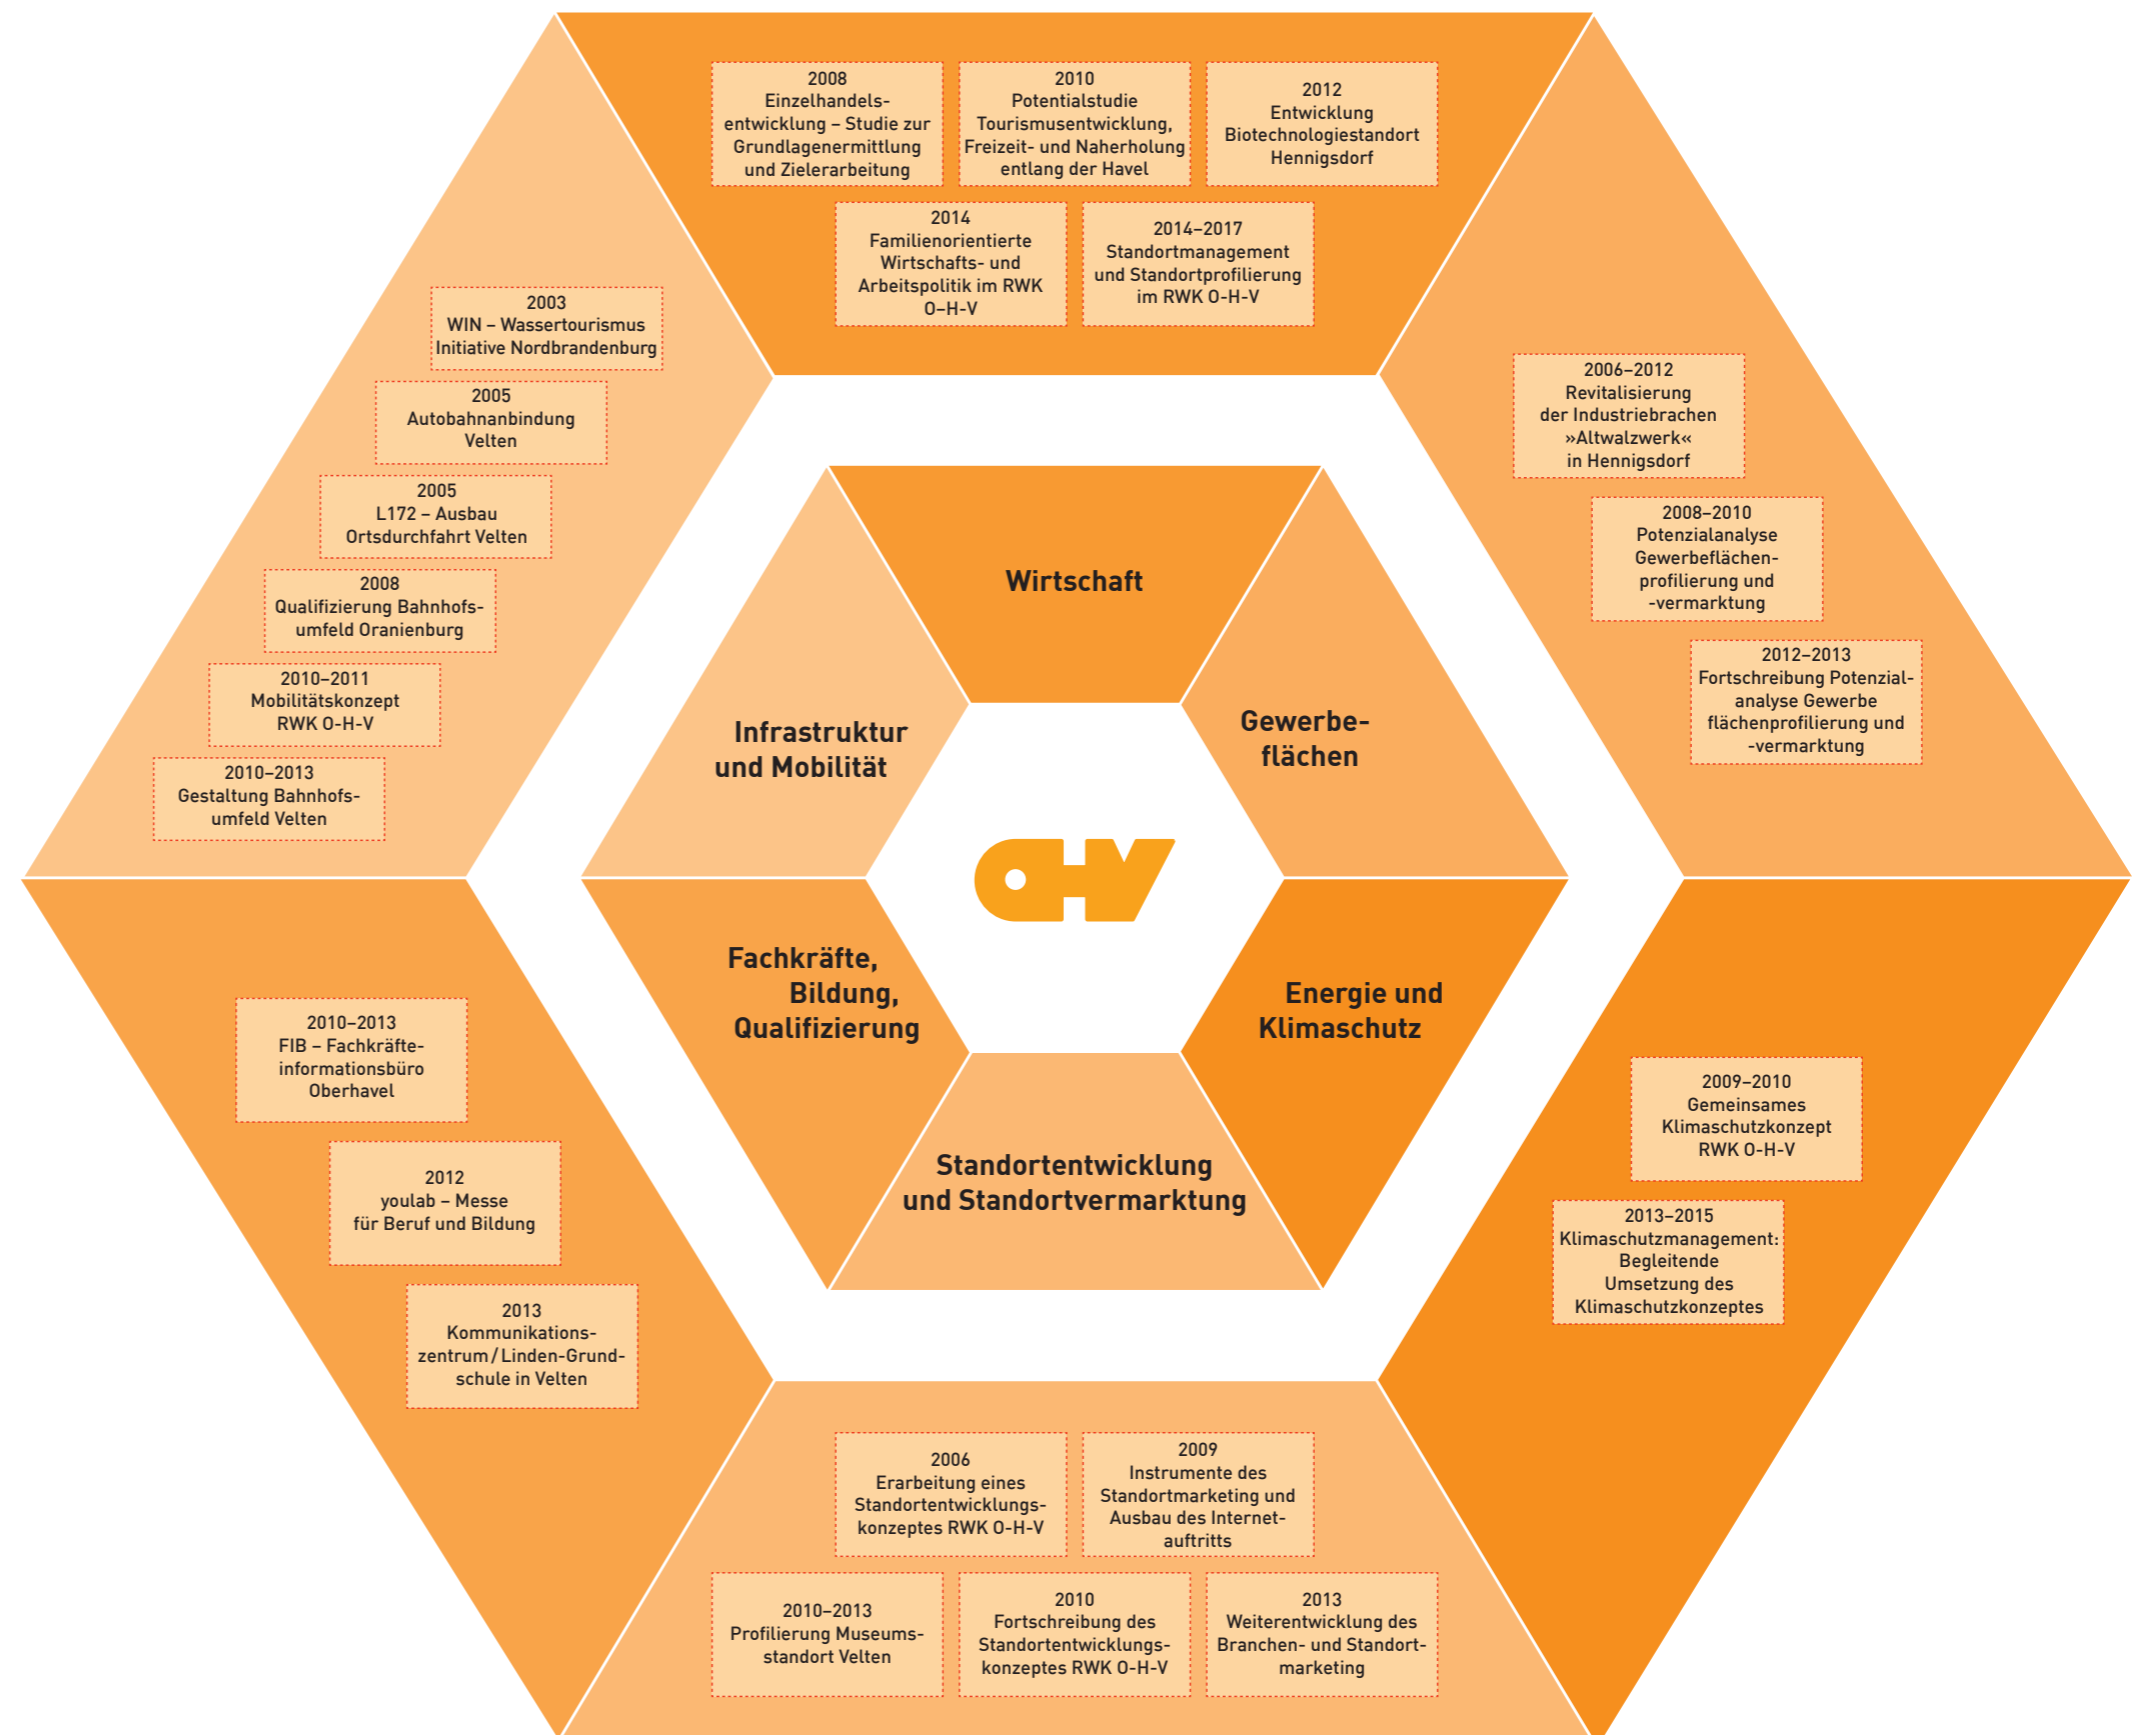 2008
Einzelhandels-
entwicklung – Studie zur
Grundlagenermittlung
und Zielerarbeitung
2010
Potentialstudie
Tourismusentwicklung,
Freizeit- und Naherholung
entlang der Havel
2012
Entwicklung
Biotechnologiestandort
Hennigsdorf
2014
Familienorientierte
Wirtschafts- und
Arbeitspolitik im RWK
O–H-V
2014–2017
Standortmanagement
und Standortprofilierung
im RWK O-H-V
2003
WIN – Wassertourismus
Initiative Nordbrandenburg
2005
Autobahnanbindung
Velten
2005
L172 – Ausbau
Ortsdurchfahrt Velten
2008
Qualifizierung Bahnhofs-
umfeld Oranienburg
2010–2011
Mobilitätskonzept
RWK O-H-V
2010–2013
Gestaltung Bahnhofs-
umfeld Velten
2006–2012
Revitalisierung
der Industriebrachen
»Altwalzwerk«
in Hennigsdorf
2008–2010
Potenzialanalyse
Gewerbeflächen-
profilierung und
-vermarktung
2012–2013
Fortschreibung Potenzial-
analyse Gewerbe
flächenprofilierung und
-vermarktung
Wirtschaft
Infrastruktur
und Mobilität
Gewerbe-
flächen
OHV
Fachkräfte,
Bildung,
Qualifizierung
Energie und
Klimaschutz
Standortentwicklung
und Standortvermarktung
2010–2013
FIB – Fachkräfte-
informationsbüro
Oberhavel
2012
youlab – Messe
für Beruf und Bildung
2013
Kommunikations-
zentrum/Linden-Grund-
schule in Velten
2009–2010
Gemeinsames
Klimaschutzkonzept
RWK O-H-V
2013–2015
Klimaschutzmanagement:
Begleitende
Umsetzung des
Klimaschutzkonzeptes
2006
Erarbeitung eines
Standortentwicklungs-
konzeptes RWK O-H-V
2009
Instrumente des
Standortmarketing und
Ausbau des Internet-
auftritts
2010–2013
Profilierung Museums-
standort Velten
2010
Fortschreibung des
Standortentwicklungs-
konzeptes RWK O-H-V
2013
Weiterentwicklung des
Branchen- und Standort-
marketing